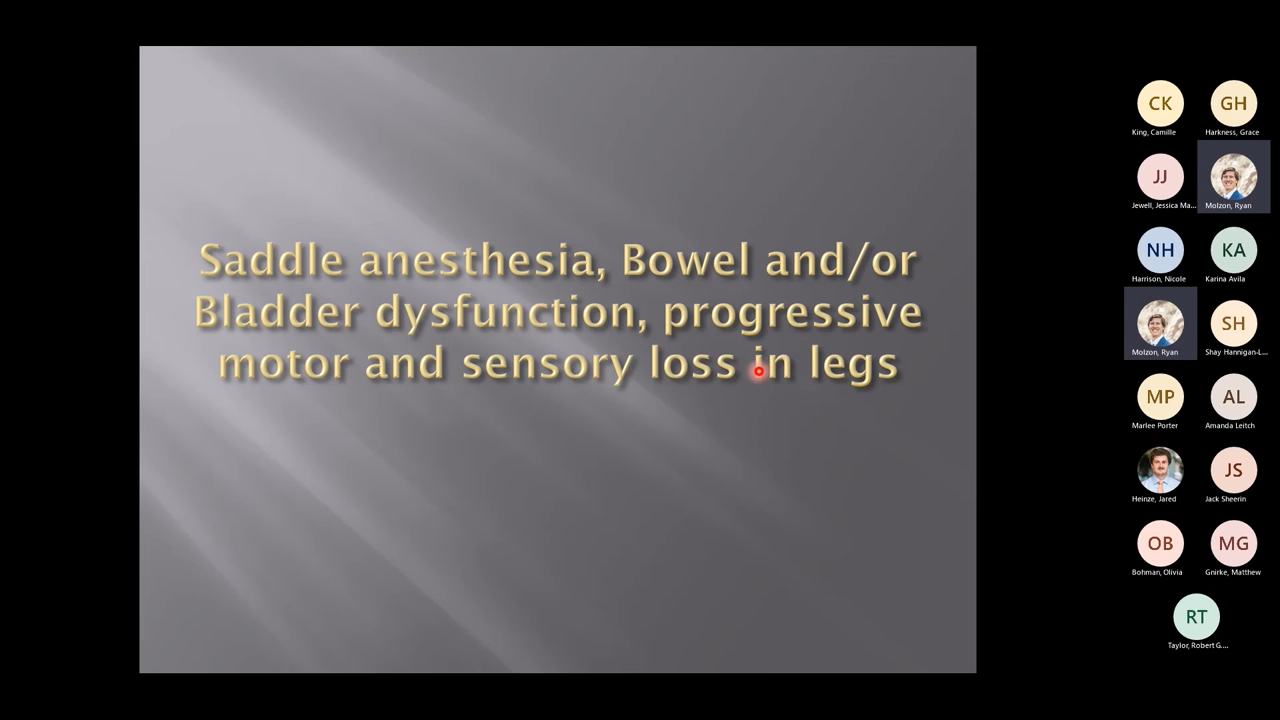 Saddle anesthesia, Bowel and/or
Bladder dysfunction, progressive
motor and sensory loss in legs
CK
King, Camille
GH
Harkness, Grace
JJ
Jewell, Jessica Ma...
Molzon, Ryan
NH
Harrison, Nicole
KA
Karina Avila
Molzon, Ryan
SH
Shay Hannigan-L...
MP
Marlee Porter
AL
Amanda Leitch
Heinze, Jared
JS
Jack Sheerin
OB
Bohman, Olivia
MG
Gnirke, Matthew
RT
Taylor, Robert G....